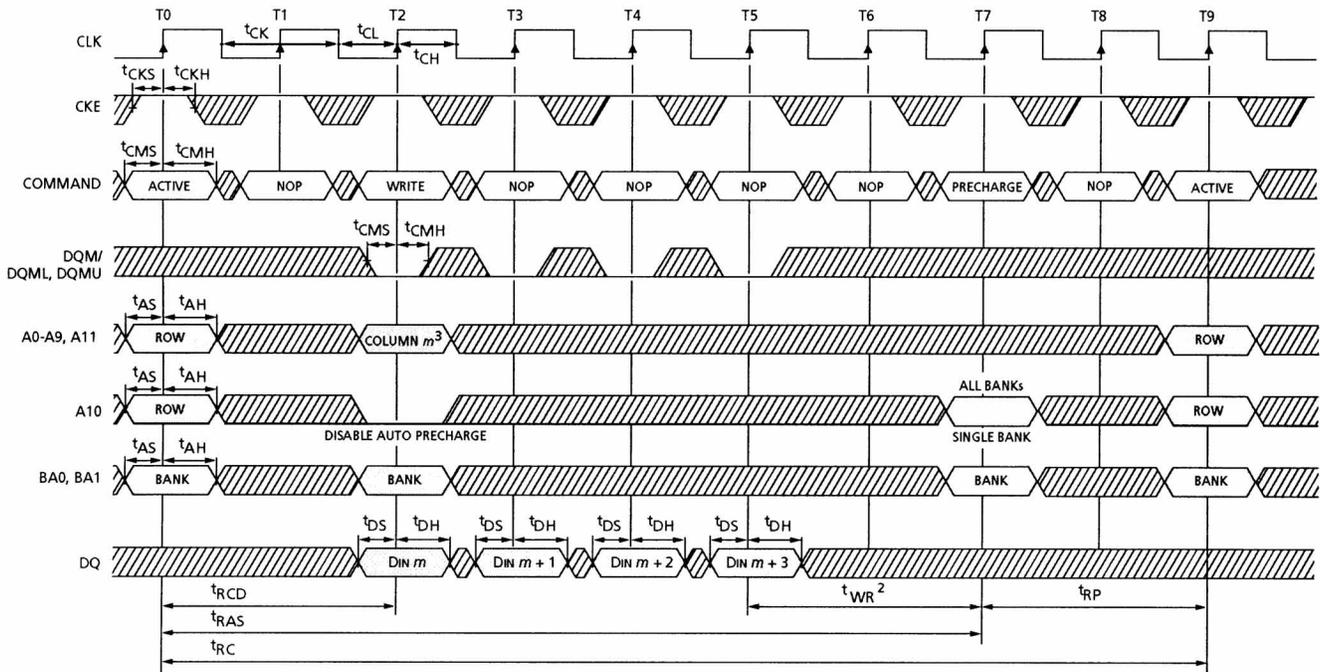 T0 T1 T2 T3 T4 T5 T6 T7 T8 T9
CLK
tCK tCL
tCH
tCKS tCKH
CKE
tCMS tCMH
COMMAND ACTIVE NOP WRITE NOP NOP NOP NOP PRECHARGE NOP ACTIVE
tCMS tCMH
DQM/
DQML, DQMU
tAS tAH
A0-A9, A11 ROW COLUMN m3 ROW
tAS tAH
ALL BANKs
A10 ROW ROW
DISABLE AUTO PRECHARGE SINGLE BANK
tAS tAH
BA0, BA1 BANK BANK BANK BANK
tDS tDH tDS tDH tDS tDH tDS tDH
DQ DIN m DIN m + 1 DIN m + 2 DIN m + 3
tRCD tWR2 tRP
tRAS
tRC